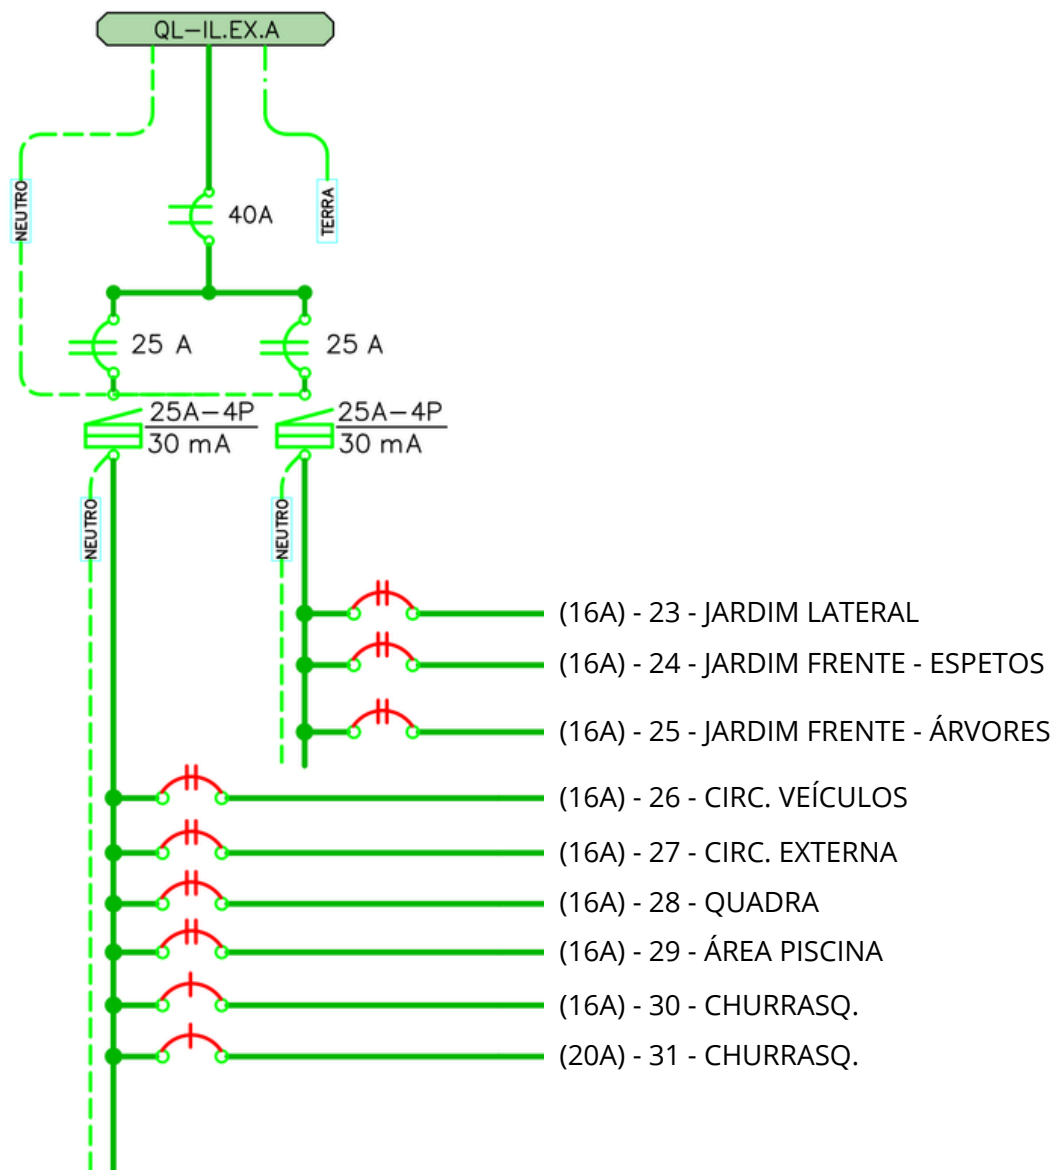 QL-IL.EX.A
NEUTRO
TERRA
40A
25 A
25 A
25A-4P
30 mA
25A-4P
30 mA
NEUTRO
NEUTRO
(16A) - 23 - JARDIM LATERAL
(16A) - 24 - JARDIM FRENTE - ESPETOS
(16A) - 25 - JARDIM FRENTE - ÁRVORES
(16A) - 26 - CIRC. VEÍCULOS
(16A) - 27 - CIRC. EXTERNA
(16A) - 28 - QUADRA
(16A) - 29 - ÁREA PISCINA
(16A) - 30 - CHURRASQ.
(20A) - 31 - CHURRASQ.